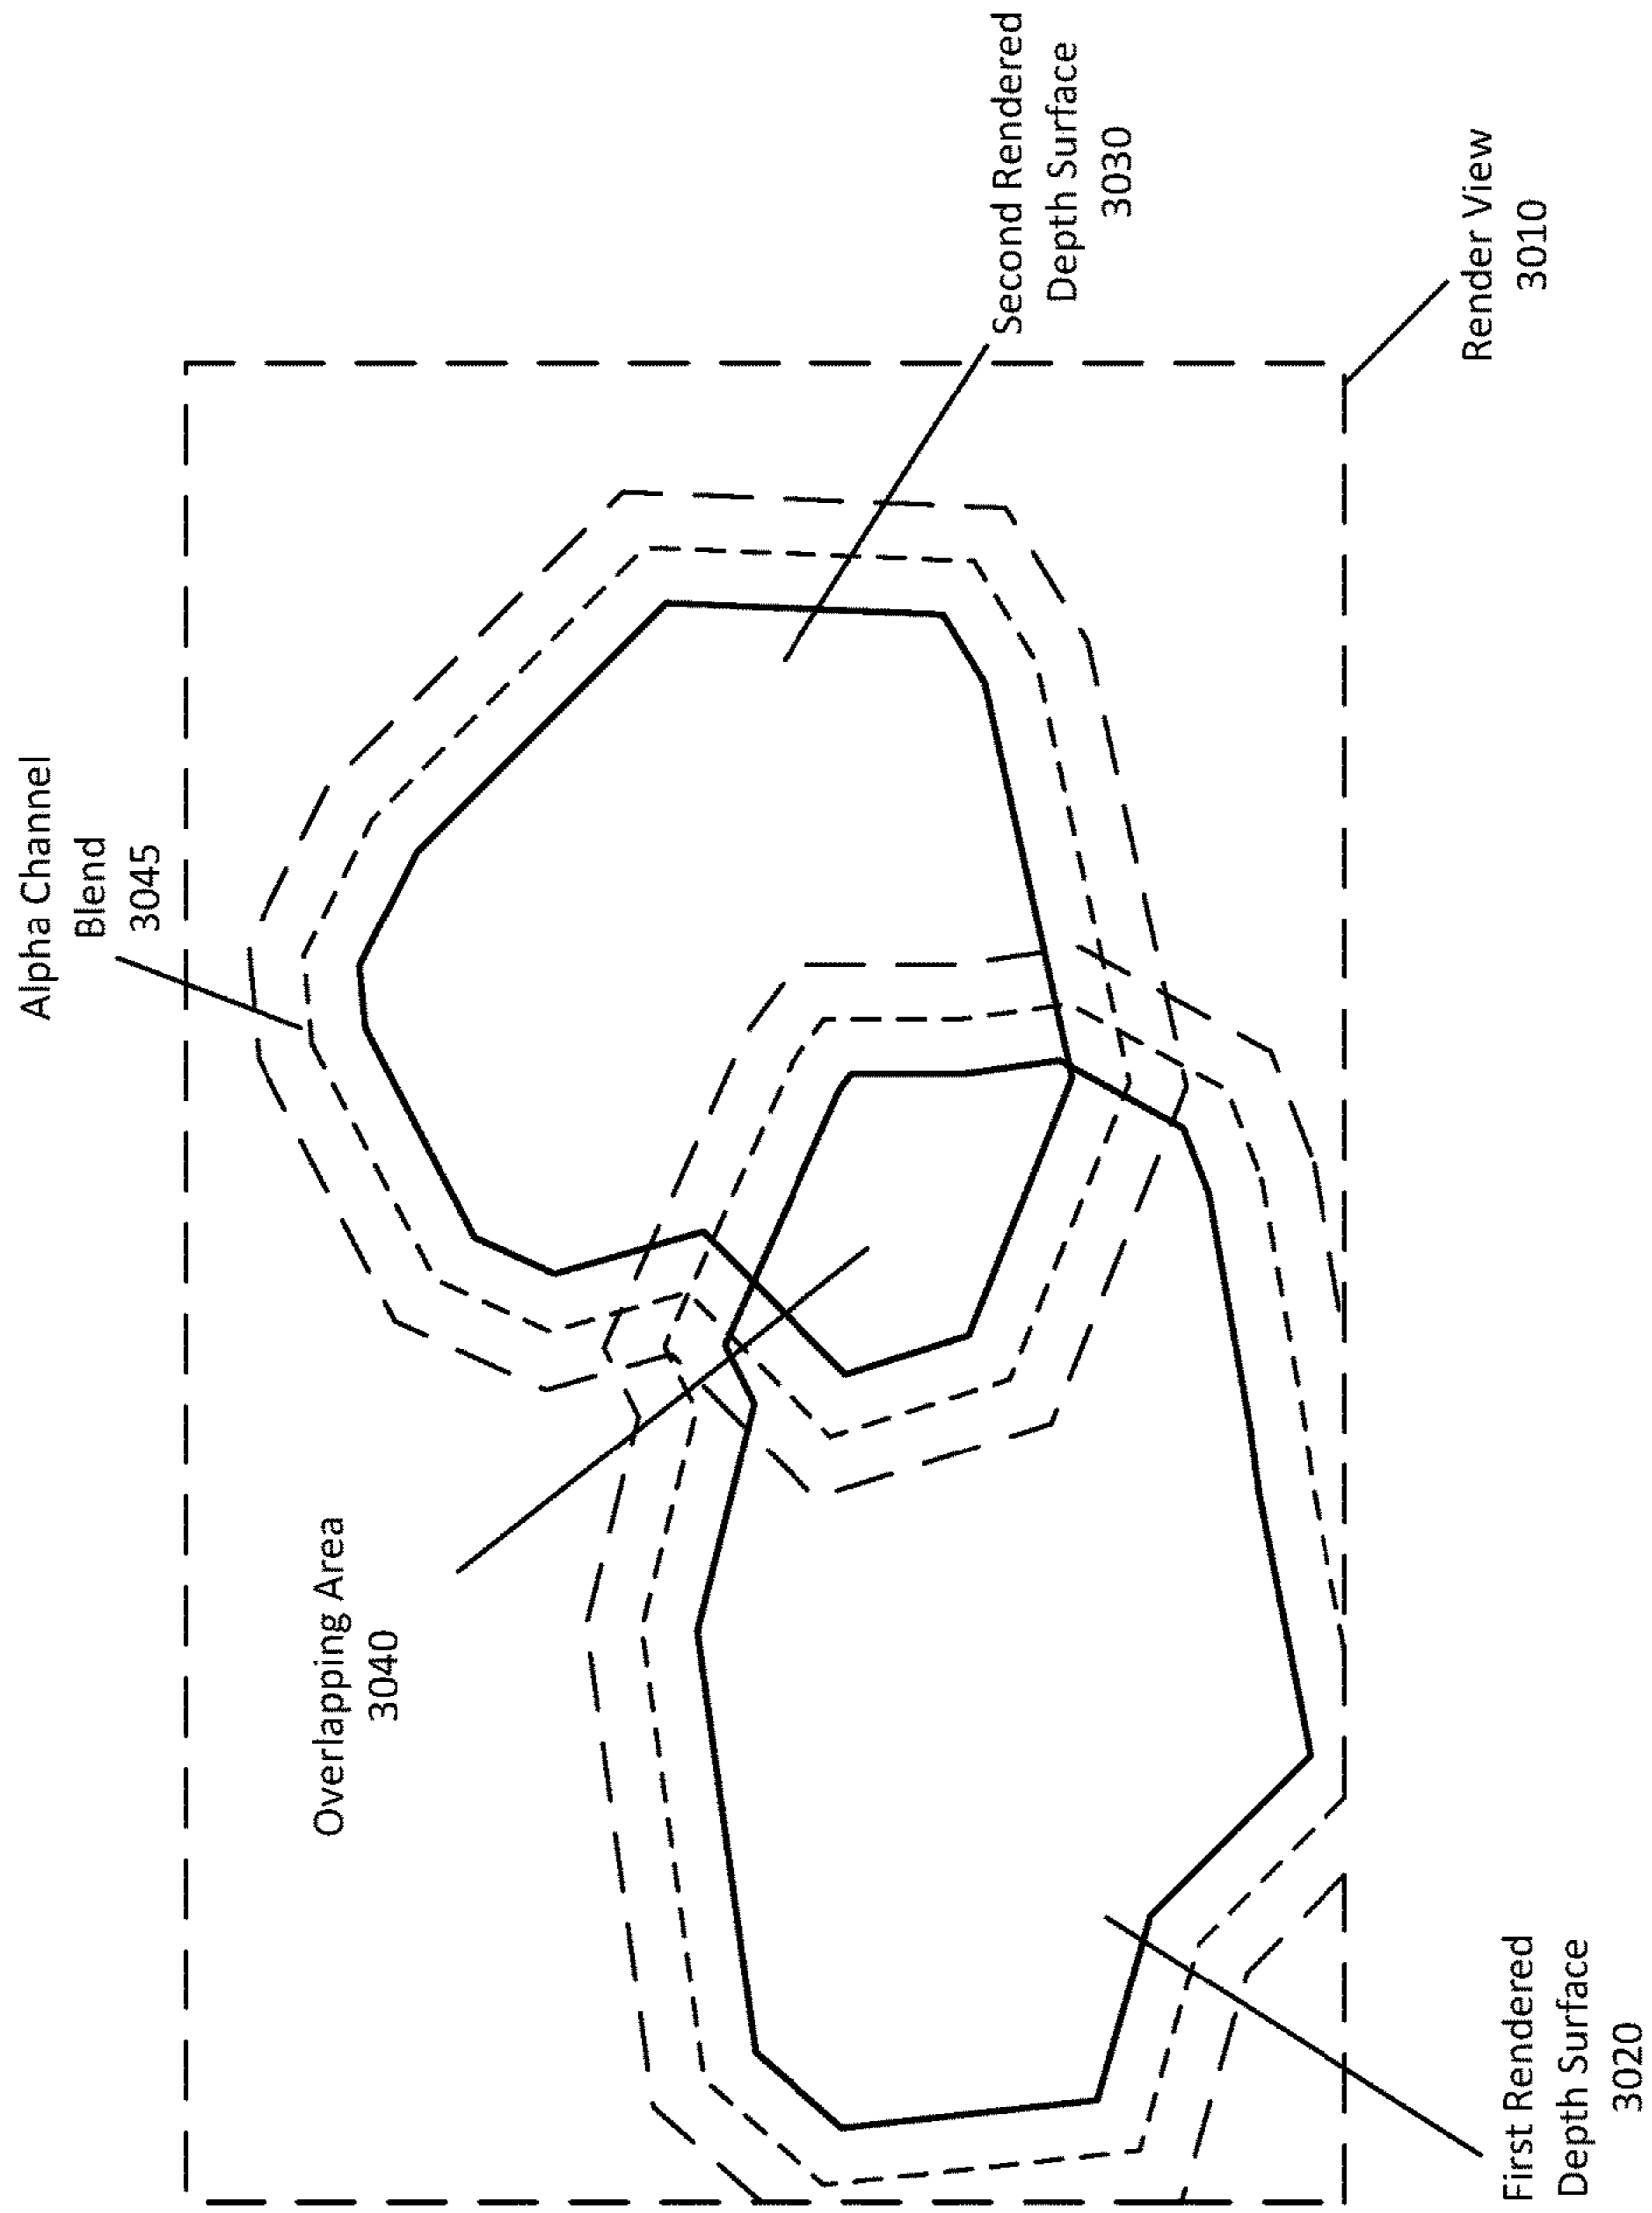 Alpha Channel
Blend
3045
Overlapping Area
3040
Second Rendered
Depth Surface
3030
Render View
3010
First Rendered
Depth Surface
3020